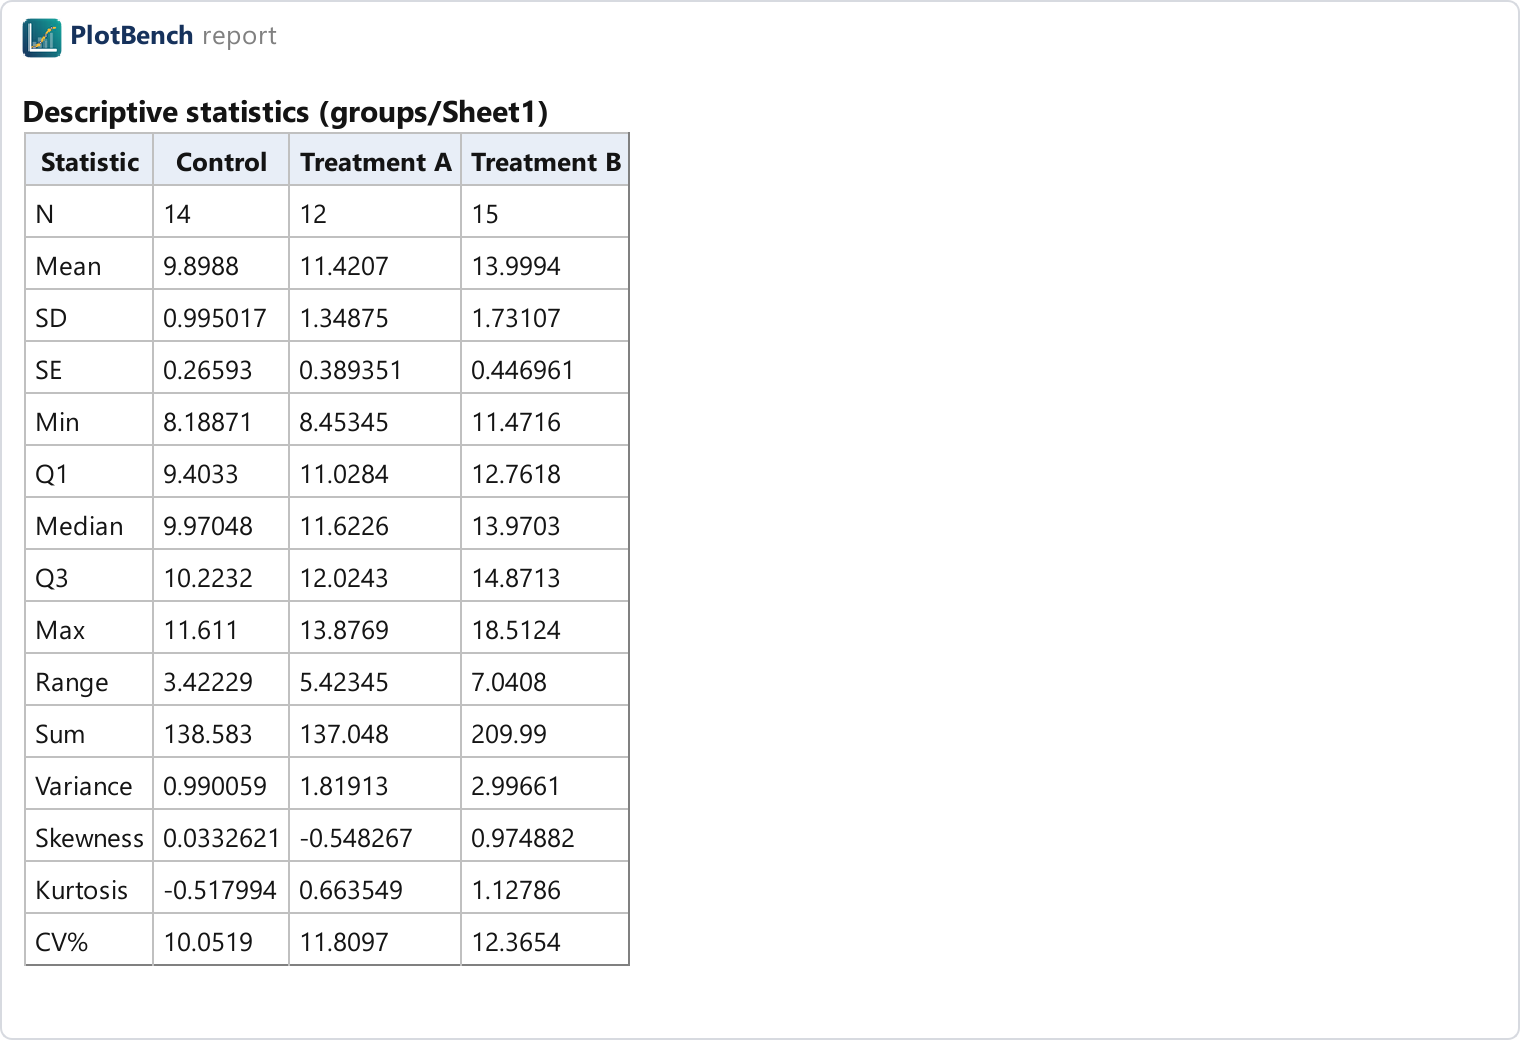 PlotBench report
Descriptive statistics (groups/Sheet1)
Statistic Control Treatment A Treatment B
N 14 12 15
Mean 9.8988 11.4207 13.9994
SD 0.995017 1.34875 1.73107
SE 0.26593 0.389351 0.446961
Min 8.18871 8.45345 11.4716
Q1 9.4033 11.0284 12.7618
Median 9.97048 11.6226 13.9703
Q3 10.2232 12.0243 14.8713
Max 11.611 13.8769 18.5124
Range 3.42229 5.42345 7.0408
Sum 138.583 137.048 209.99
Variance 0.990059 1.81913 2.99661
Skewness 0.0332621 -0.548267 0.974882
Kurtosis -0.517994 0.663549 1.12786
CV% 10.0519 11.8097 12.3654